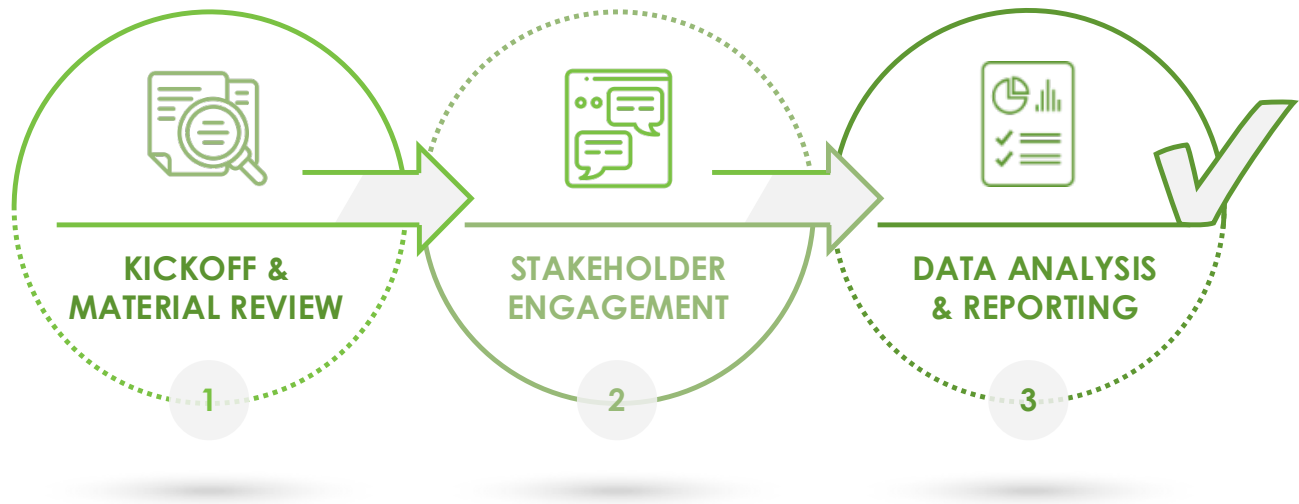 KICKOFF &
MATERIAL REVIEW
1
STAKEHOLDER
ENGAGEMENT
2
DATA ANALYSIS
& REPORTING
3